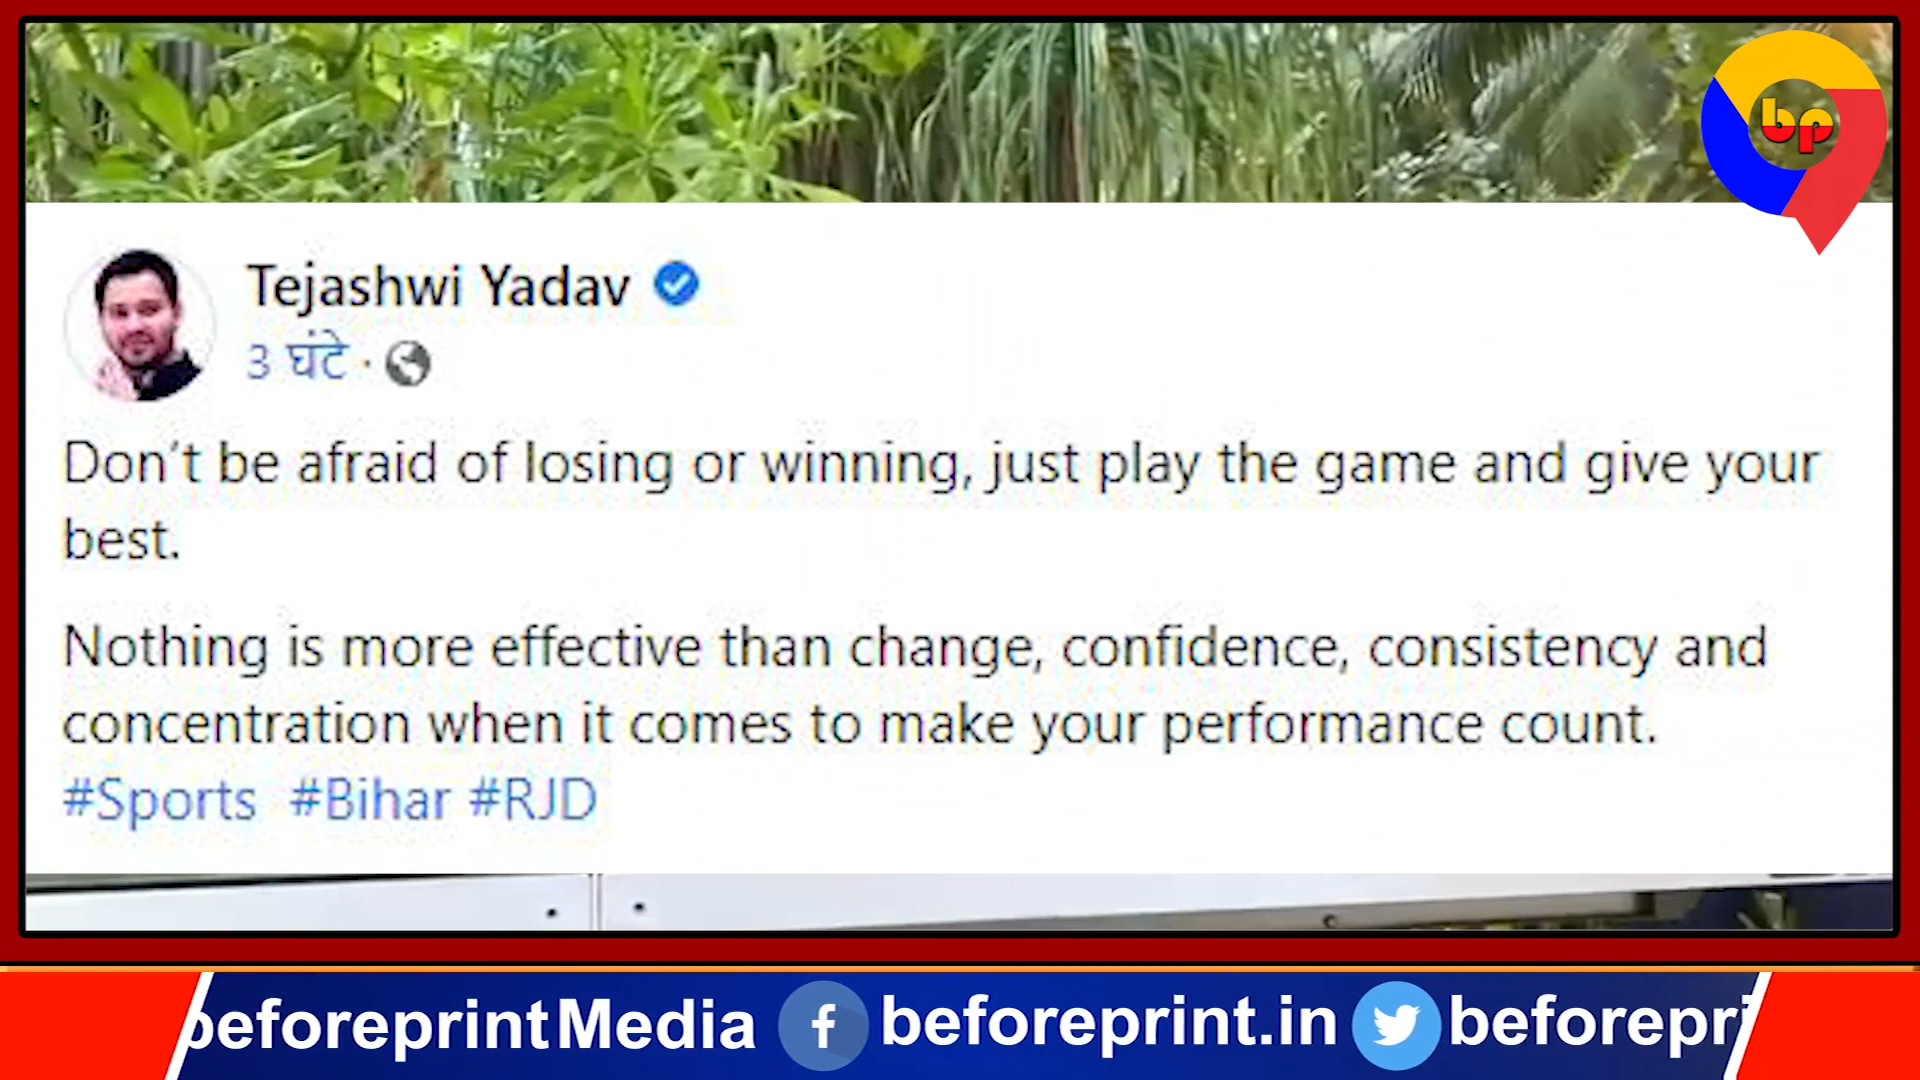 bp
Tejashwi Yadav
3 घंटे ·
Don't be afraid of losing or winning, just play the game and give your
best.
Nothing is more effective than change, confidence, consistency and
concentration when it comes to make your performance count.
#Sports #Bihar #RJD
beforeprintMedia beforeprint.in beforepr